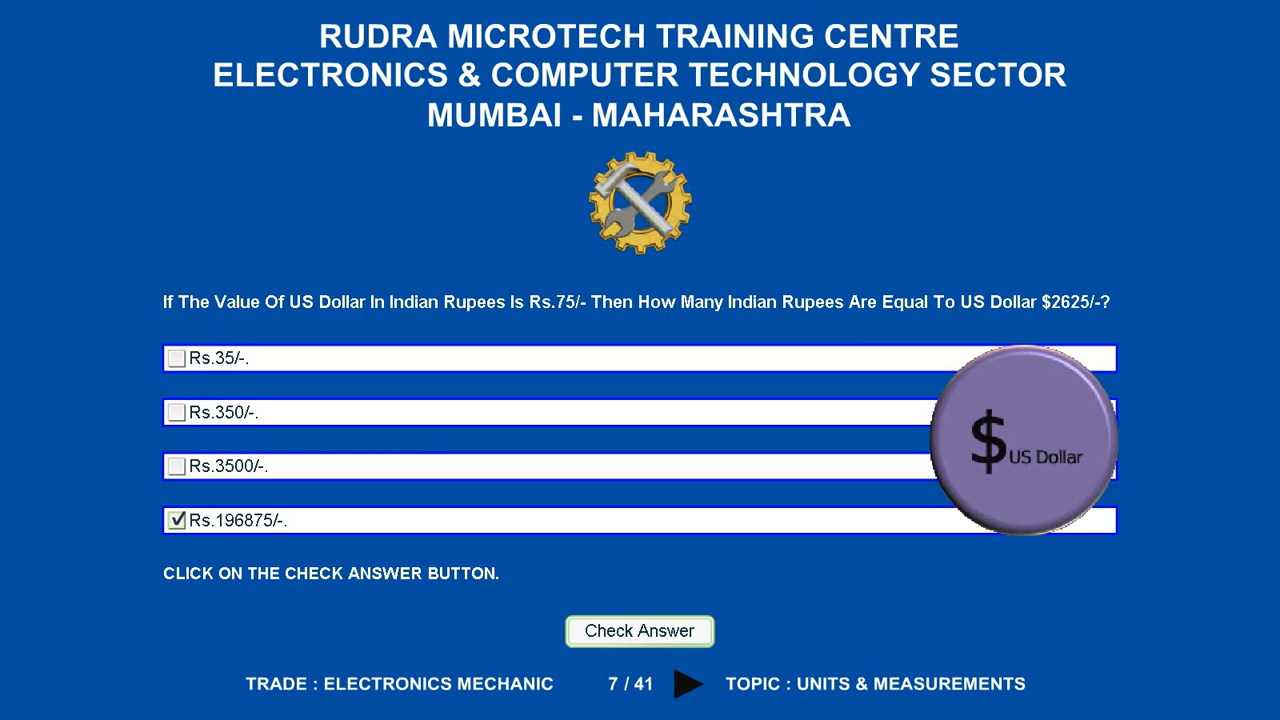 RUDRA MICROTECH TRAINING CENTRE
ELECTRONICS & COMPUTER TECHNOLOGY SECTOR
MUMBAI - MAHARASHTRA
If The Value Of US Dollar In Indian Rupees Is Rs.75/- Then How Many Indian Rupees Are Equal To US Dollar $2625/-?
Rs.35/-.
Rs.350/-.
Rs.3500/-.
Rs.196875/-.
$ US Dollar
CLICK ON THE CHECK ANSWER BUTTON.
Check Answer
TRADE : ELECTRONICS MECHANIC 7 / 41 TOPIC : UNITS & MEASUREMENTS